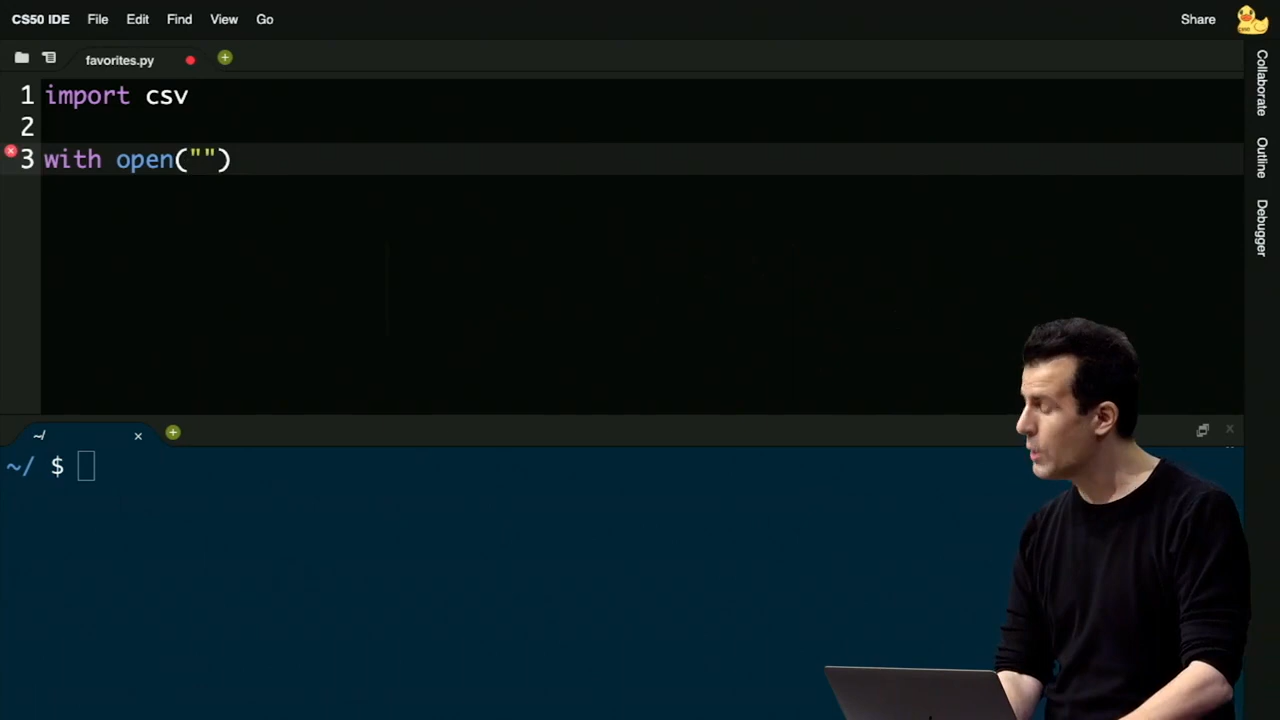 CS50 IDE File Edit Find View Go Share
favorites.py
1 import csv
2
3 with open("")
~/
~/ $
Collaborate
Outline
Debugger